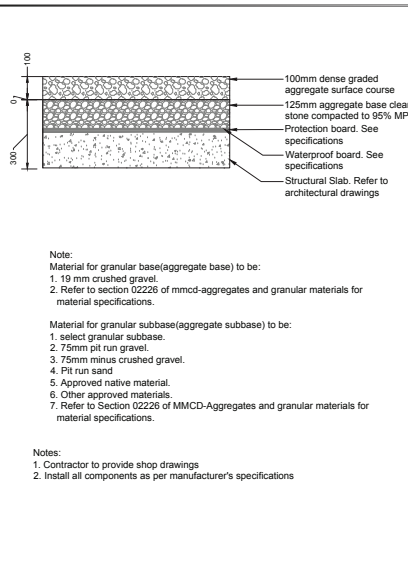 100
0
300
100mm dense graded
aggregate surface course
125mm aggregate base clear
stone compacted to 95% MP
Protection board. See
specifications
Waterproof board. See
specifications
Structural Slab. Refer to
architectural drawings
Note:
Material for granular base(aggregate base) to be:
1. 19 mm crushed gravel.
2. Refer to section 02226 of mmcd-aggregates and granular materials for
material specifications.
Material for granular subbase(aggregate subbase) to be:
1. select granular subbase.
2. 75mm pit run gravel.
3. 75mm minus crushed gravel.
4. Pit run sand
5. Approved native material.
6. Other approved materials.
7. Refer to Section 02226 of MMCD-Aggregates and granular materials for
material specifications.
Notes:
1. Contractor to provide shop drawings
2. Install all components as per manufacturer's specifications